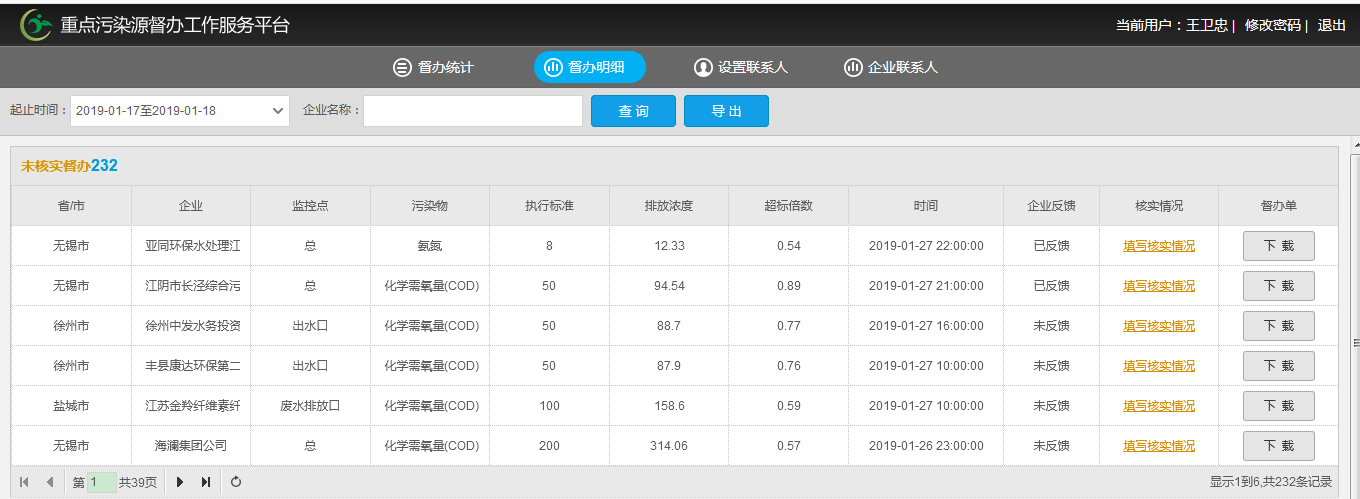 重点污染源督办工作服务平台
当前用户：王卫忠| 修改密码| 退出
督办统计 督办明细 设置联系人 企业联系人
起止时间： 2019-01-17至2019-01-18 企业名称： 查 询 导 出
未核实督办232
省/市 企业 监控点 污染物 执行标准 排放浓度 超标倍数 时间 企业反馈 核实情况 督办单
无锡市 亚同环保水处理江 总 氨氮 8 12.33 0.54 2019-01-27 22:00:00 已反馈 填写核实情况 下 载
无锡市 江阴市长泾综合污 总 化学需氧量(COD) 50 94.54 0.89 2019-01-27 21:00:00 已反馈 填写核实情况 下 载
徐州市 徐州中发水务投资 出水口 化学需氧量(COD) 50 88.7 0.77 2019-01-27 16:00:00 未反馈 填写核实情况 下 载
徐州市 丰县康达环保第二 出水口 化学需氧量(COD) 50 87.9 0.76 2019-01-27 10:00:00 未反馈 填写核实情况 下 载
盐城市 江苏金羚纤维素纤 废水排放口 化学需氧量(COD) 100 158.6 0.59 2019-01-27 10:00:00 未反馈 填写核实情况 下 载
无锡市 海澜集团公司 总 化学需氧量(COD) 200 314.06 0.57 2019-01-26 23:00:00 未反馈 填写核实情况 下 载
第 1 共39页 显示1到6,共232条记录